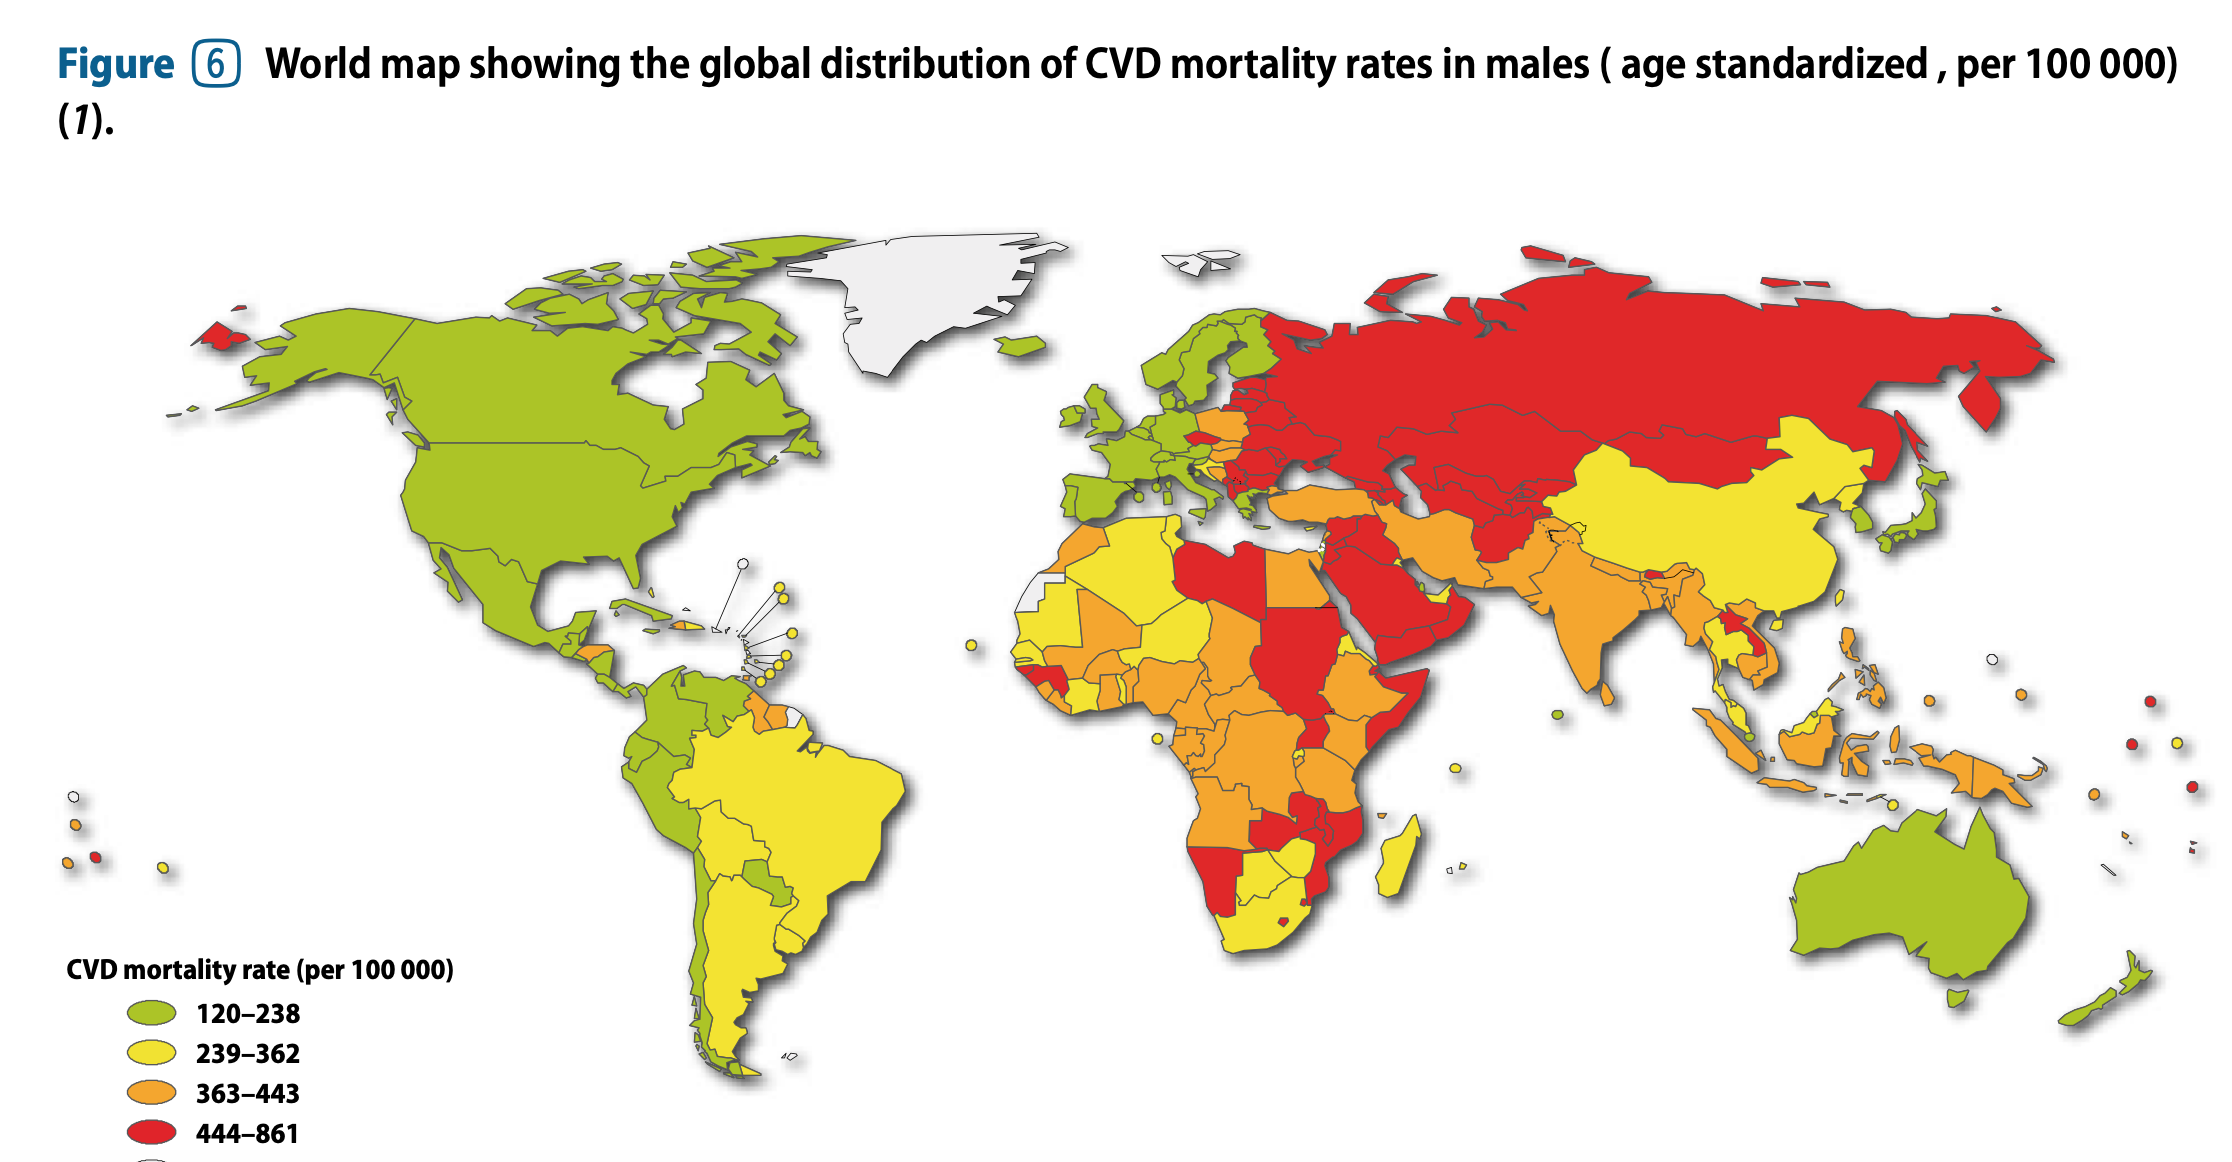 Figure 6 World map showing the global distribution of CVD mortality rates in males ( age standardized , per 100 000)
(1).
CVD mortality rate (per 100 000)
120–238
239–362
363–443
444–861